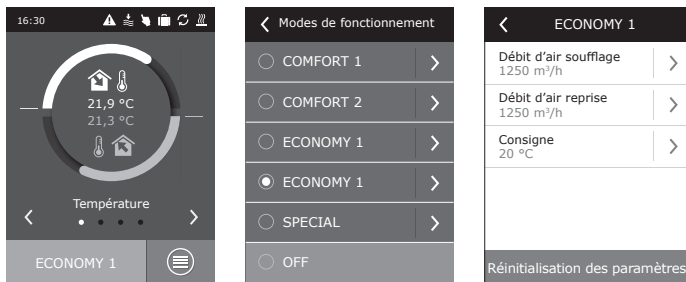 16:30
21,9 °C
21,3 °C
Température
ECONOMY 1
Modes de fonctionnement
COMFORT 1
COMFORT 2
ECONOMY 1
ECONOMY 1
SPECIAL
OFF
ECONOMY 1
Débit d’air soufflage
1250 m³/h
Débit d’air reprise
1250 m³/h
Consigne
20 °C
Réinitialisation des paramètres